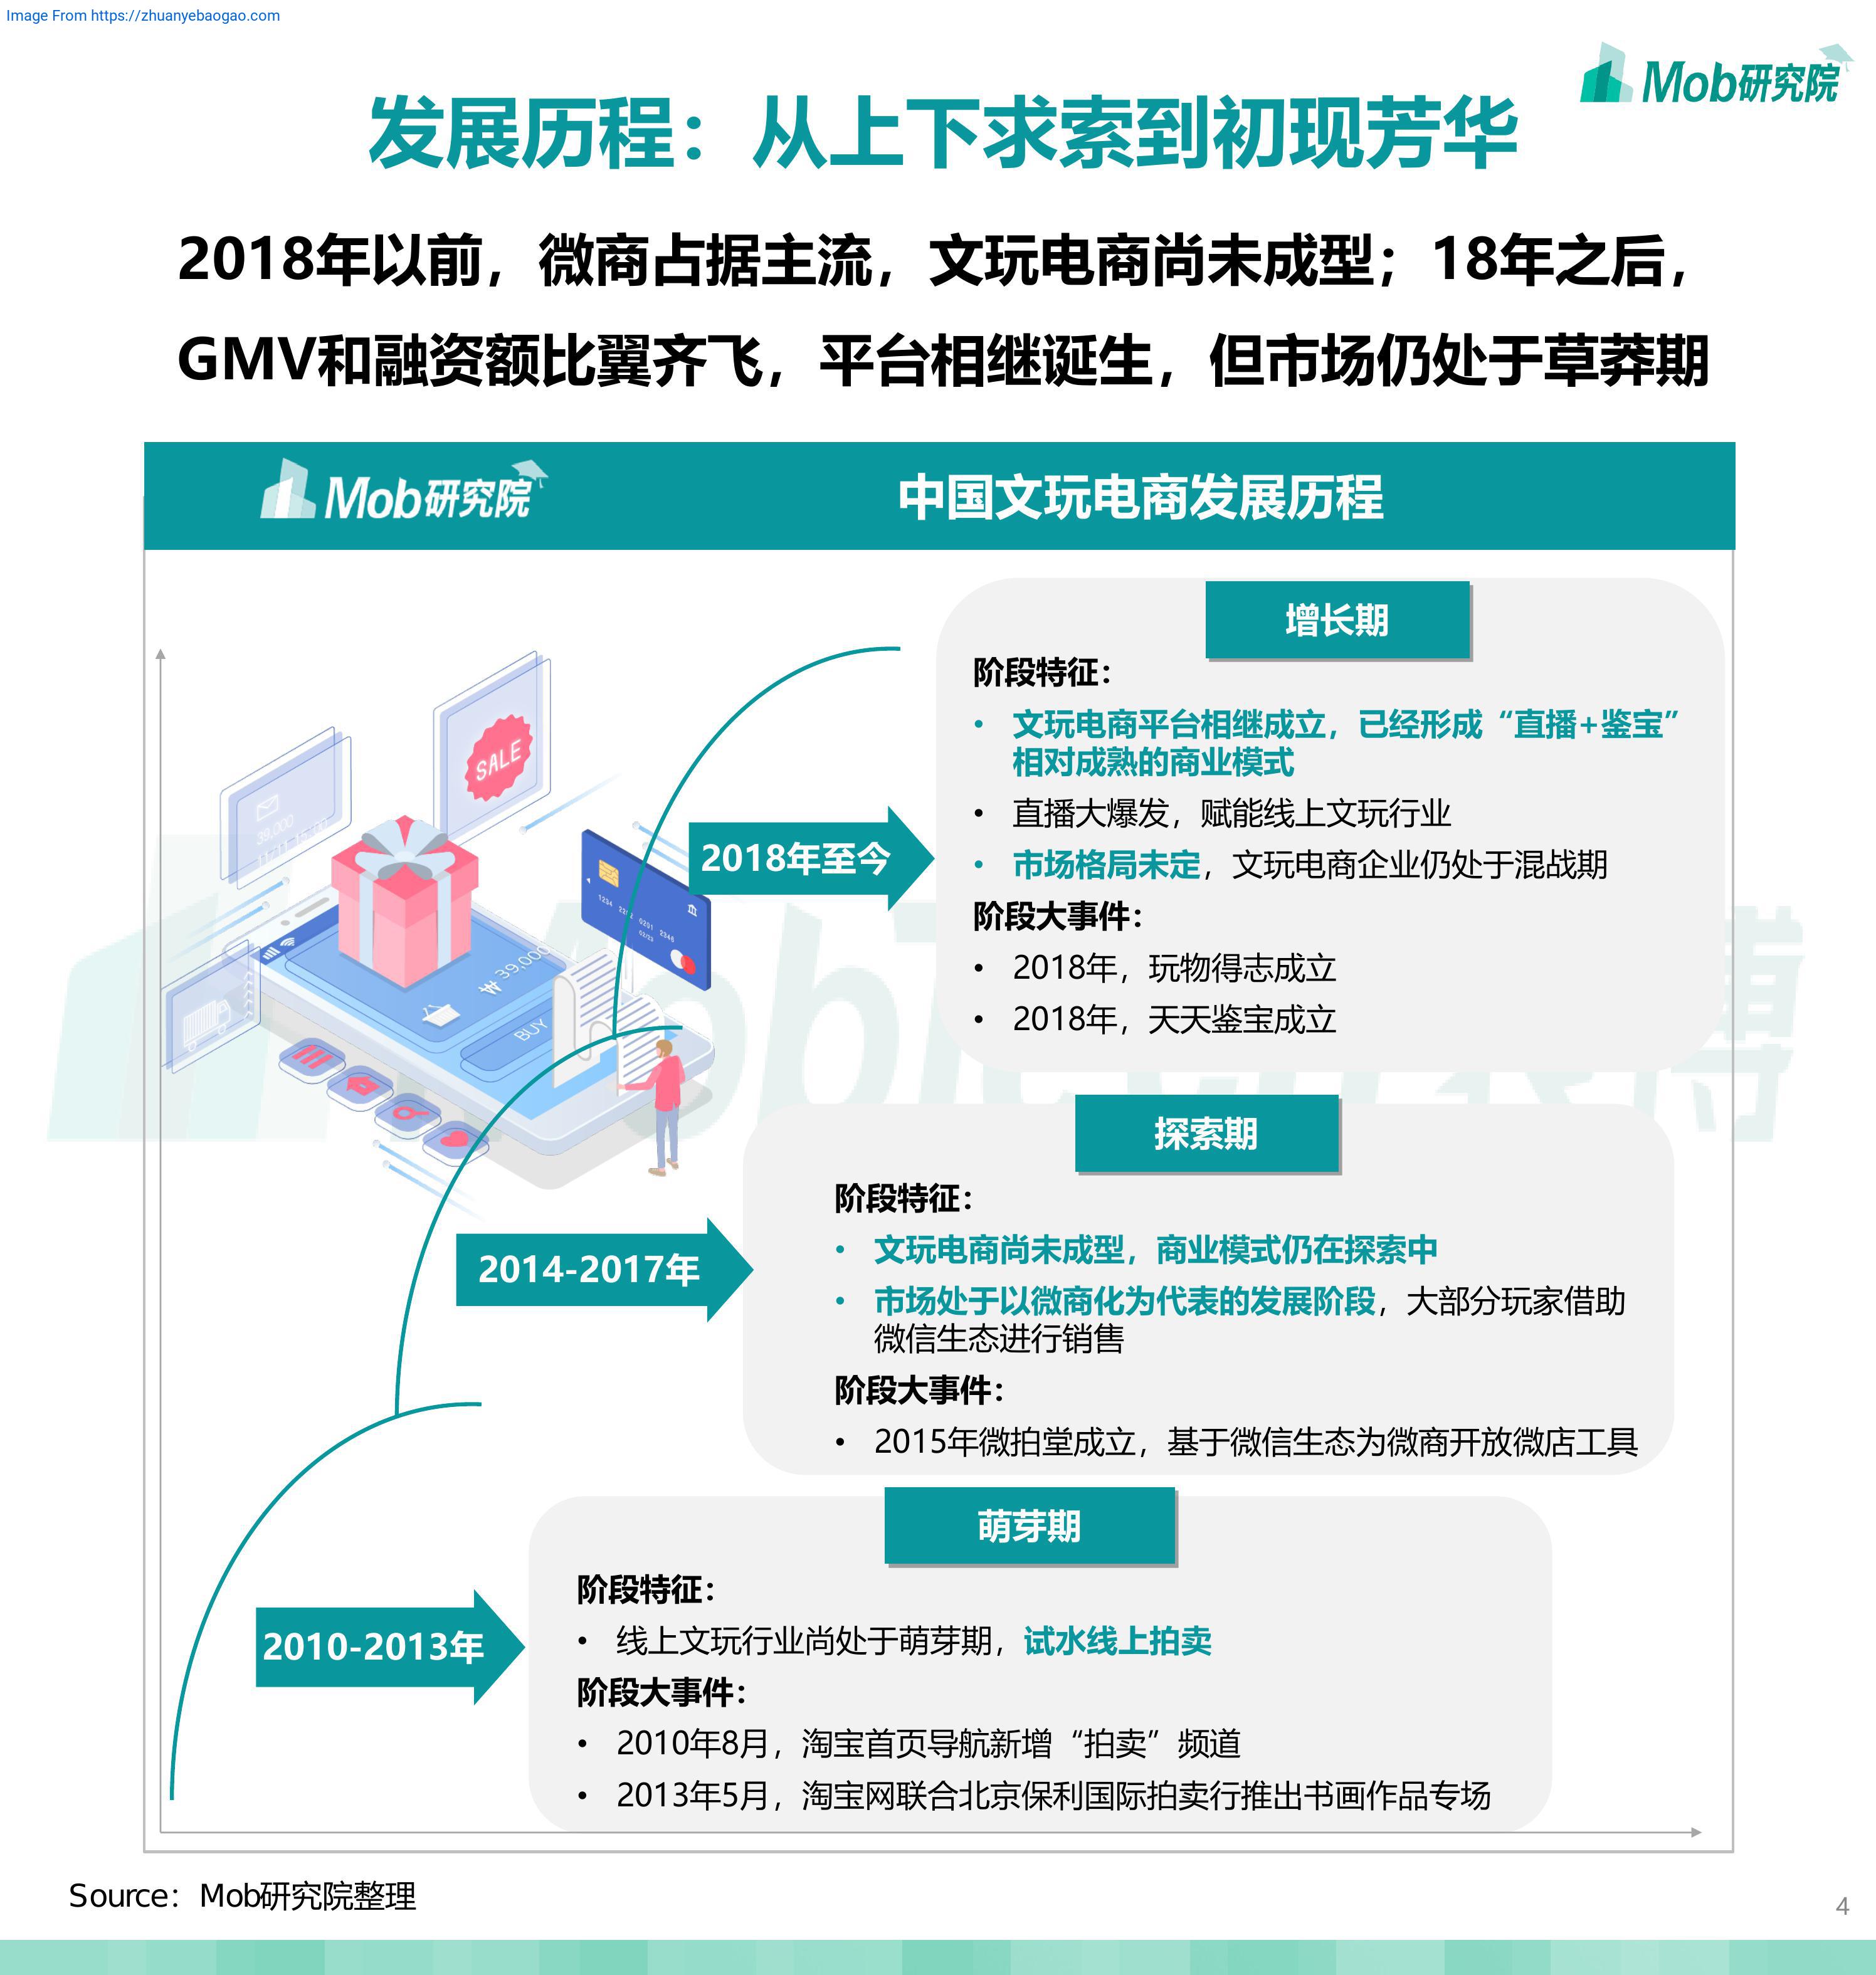 Image From https://zhuanyebaogao.com
Mob研究院
发展历程：从上下求索到初现芳华
2018年以前，微商占据主流，文玩电商尚未成型；18年之后，
GMV和融资额比翼齐飞，平台相继诞生，但市场仍处于草莽期
Mob研究院
中国文玩电商发展历程
增长期
阶段特征：
• 文玩电商平台相继成立，已经形成“直播+鉴宝”
相对成熟的商业模式
• 直播大爆发，赋能线上文玩行业
• 市场格局未定，文玩电商企业仍处于混战期
阶段大事件：
• 2018年，玩物得志成立
• 2018年，天天鉴宝成立
2018年至今
SALE
39,000
₩ 39,000
BUY
探索期
阶段特征：
• 文玩电商尚未成型，商业模式仍在探索中
• 市场处于以微商化为代表的发展阶段，大部分玩家借助
微信生态进行销售
阶段大事件：
• 2015年微拍堂成立，基于微信生态为微商开放微店工具
2014-2017年
萌芽期
阶段特征：
• 线上文玩行业尚处于萌芽期，试水线上拍卖
阶段大事件：
• 2010年8月，淘宝首页导航新增“拍卖”频道
• 2013年5月，淘宝网联合北京保利国际拍卖行推出书画作品专场
2010-2013年
Source：Mob研究院整理
4